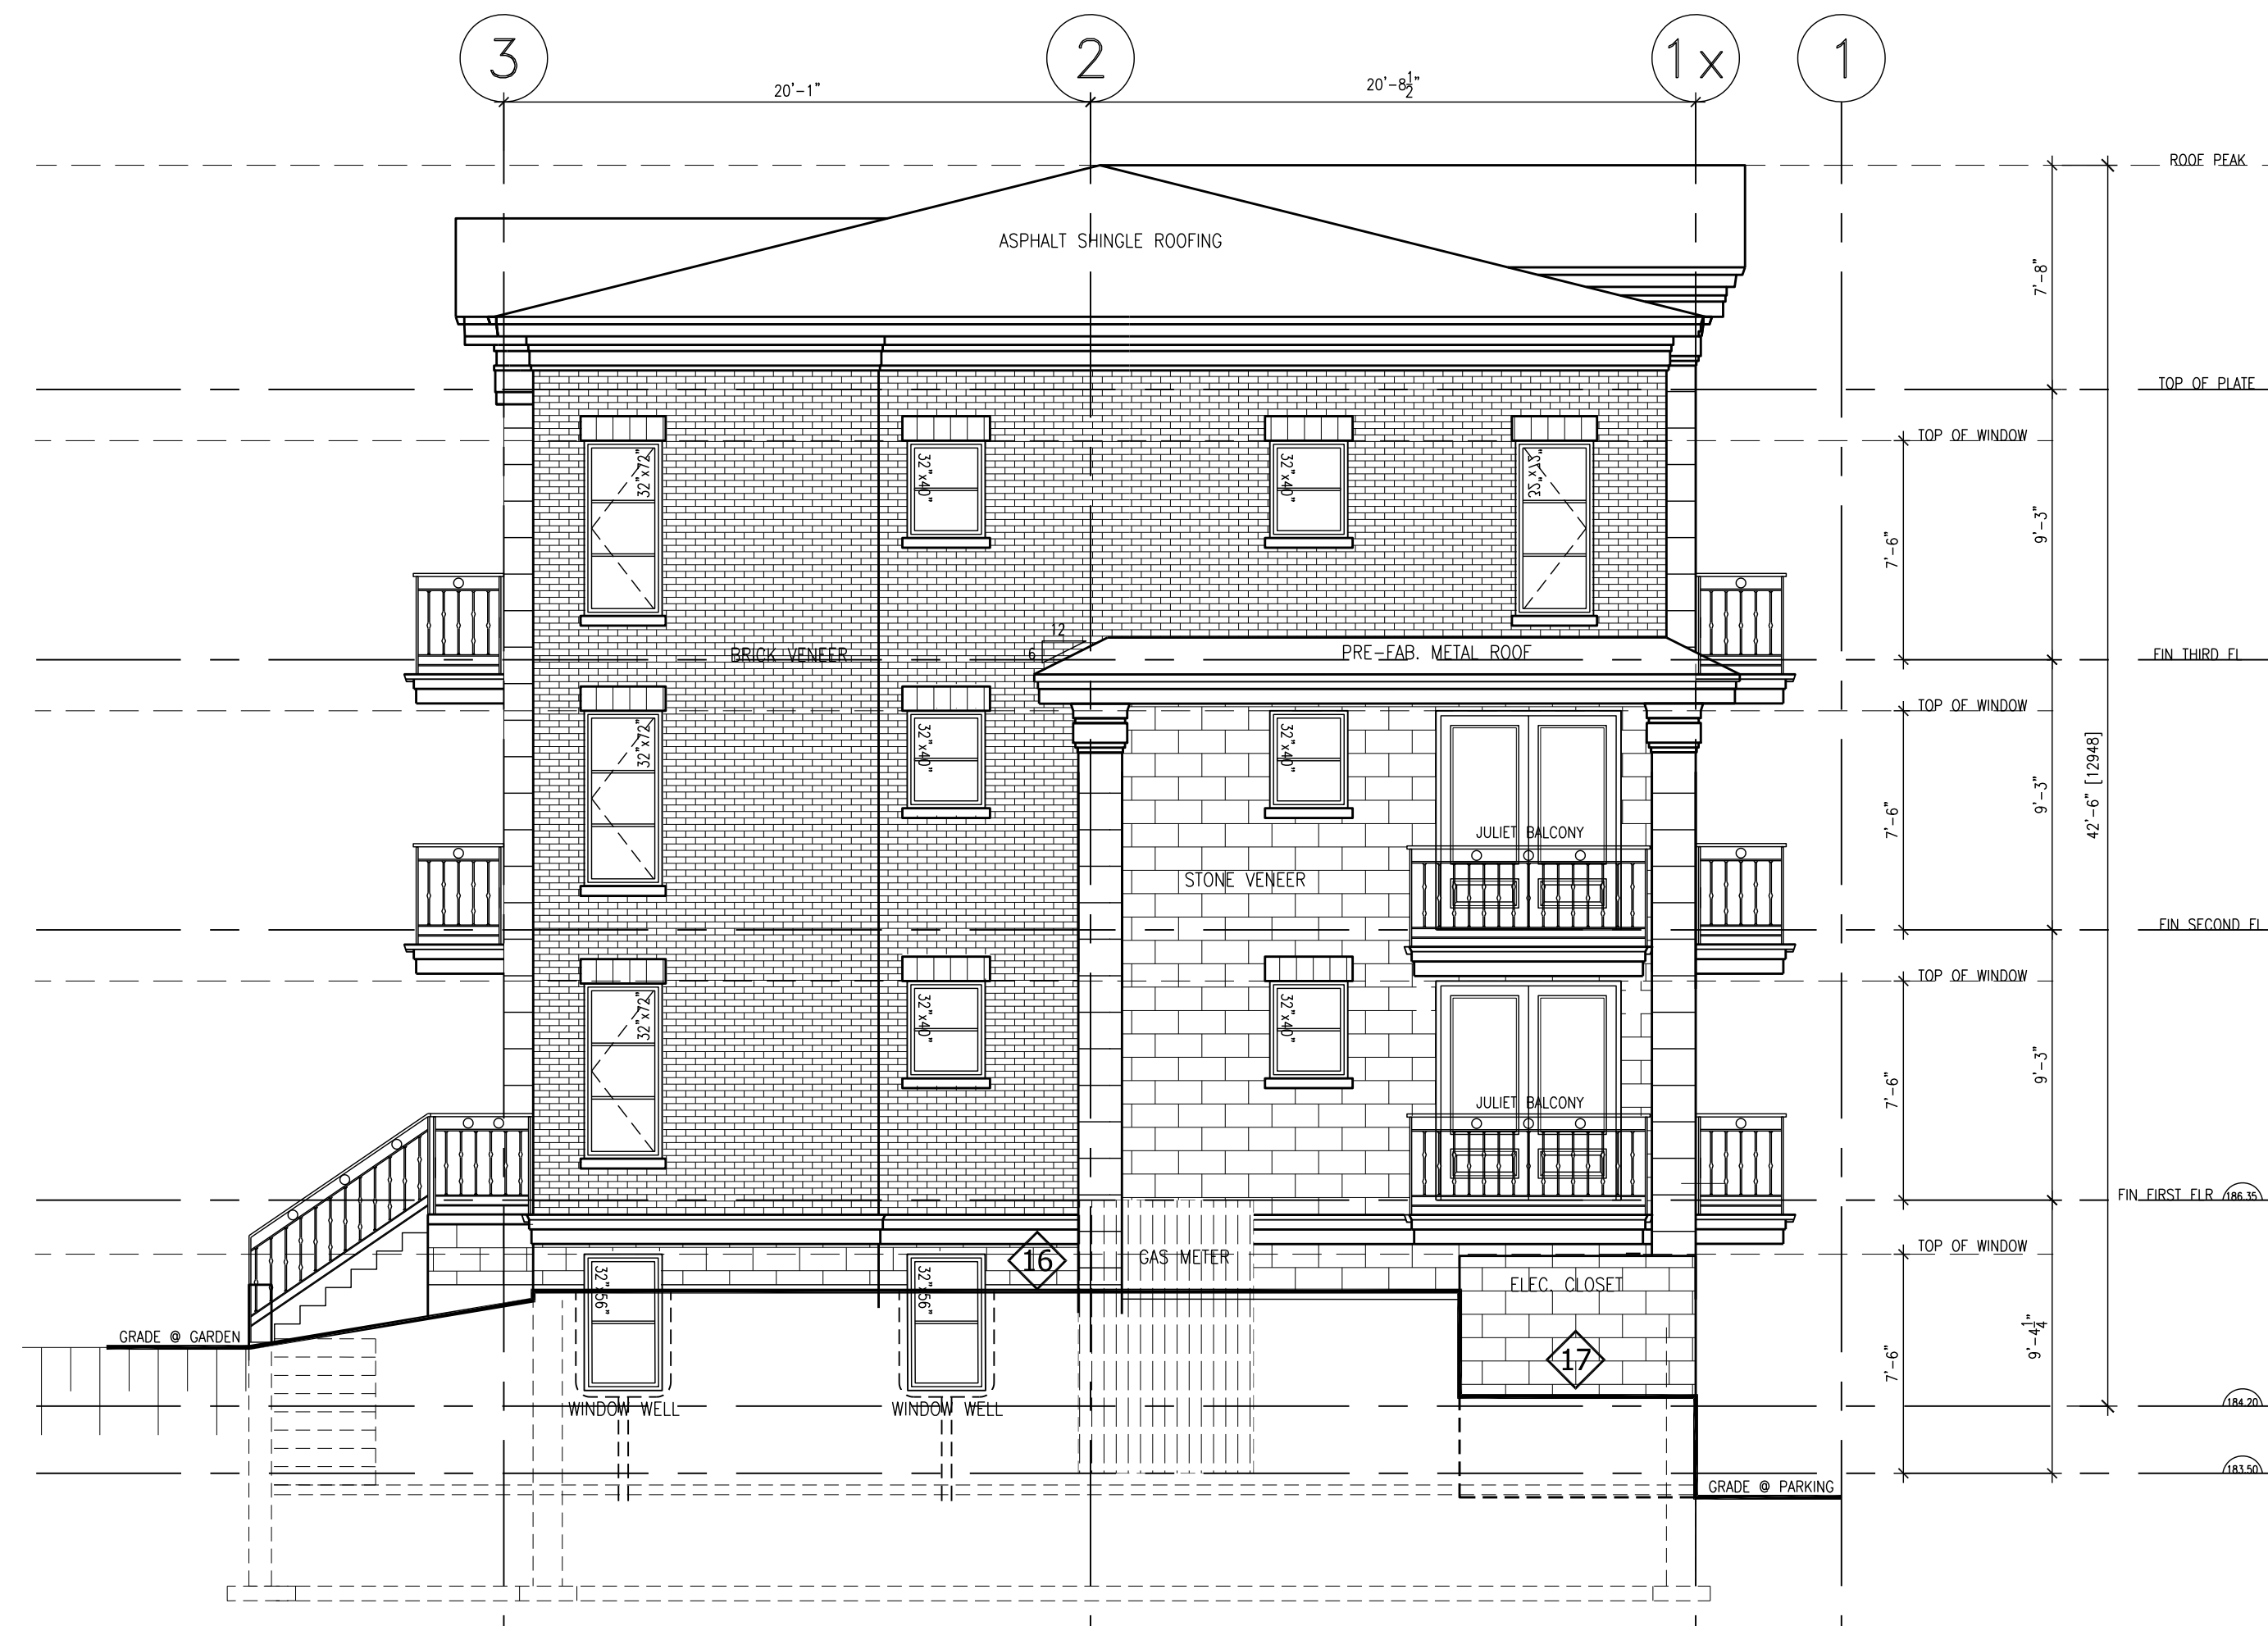 3
2
1x
1
20'-1"
20'-8 1/2"
ROOF PEAK
ASPHALT SHINGLE ROOFING
7'-8"
TOP OF PLATE
TOP OF WINDOW
32"x72"
32"x40"
32"x40"
32"x72"
9'-3"
7'-6"
12
6
BRICK VENEER
PRE-FAB. METAL ROOF
FIN THIRD FL
TOP OF WINDOW
32"x72"
32"x40"
32"x40"
42'-6" [12948]
9'-3"
7'-6"
JULIET BALCONY
STONE VENEER
FIN SECOND FL
TOP OF WINDOW
32"x72"
32"x40"
32"x40"
9'-3"
7'-6"
JULIET BALCONY
FIN FIRST FLR
186.35
TOP OF WINDOW
16
GAS METER
32"x56"
32"x56"
ELEC. CLOSET
GRADE @ GARDEN
17
9'-4 1/4"
7'-6"
WINDOW WELL
WINDOW WELL
184.20
183.50
GRADE @ PARKING